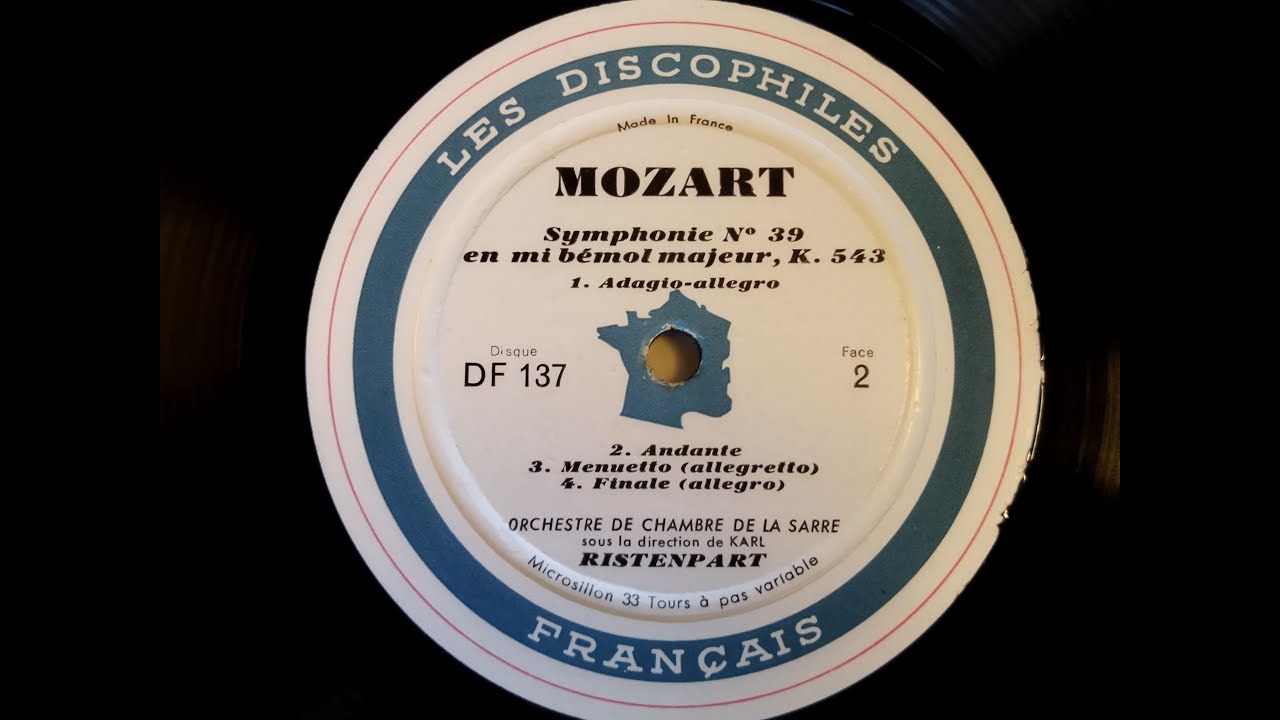 LES DISCOPHILES
Made in France
MOZART
Symphonie Nº 39
en mi bémol majeur, K. 543
1. Adagio-allegro
Disque
DF 137
Face
2
2. Andante
3. Menuetto (allegretto)
4. Finale (allegro)
ORCHESTRE DE CHAMBRE DE LA SARRE
sous la direction de KARL
RISTENPART
Microsillon 33 Tours à pas variable
FRANÇAIS